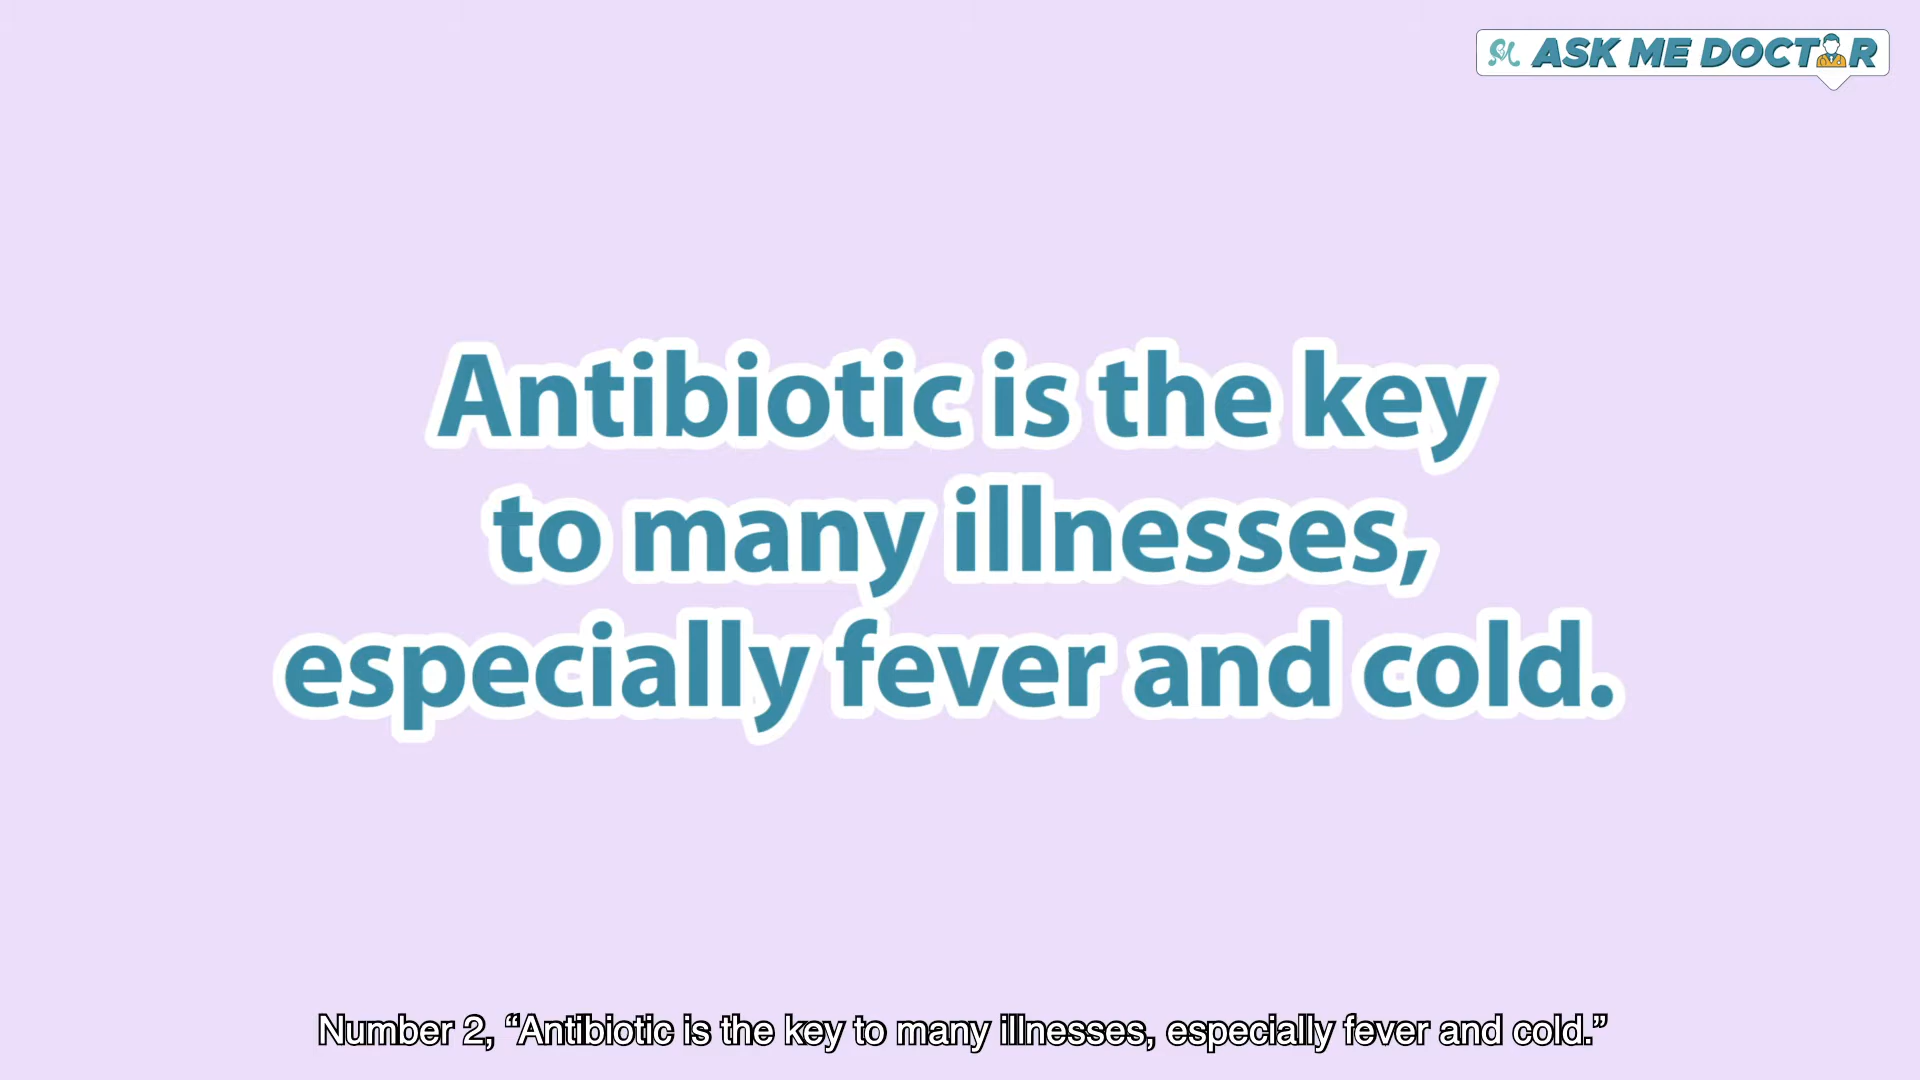 ASK ME DOCTOR
Antibiotic is the key
to many illnesses,
especially fever and cold.
Number 2, “Antibiotic is the key to many illnesses, especially fever and cold.”